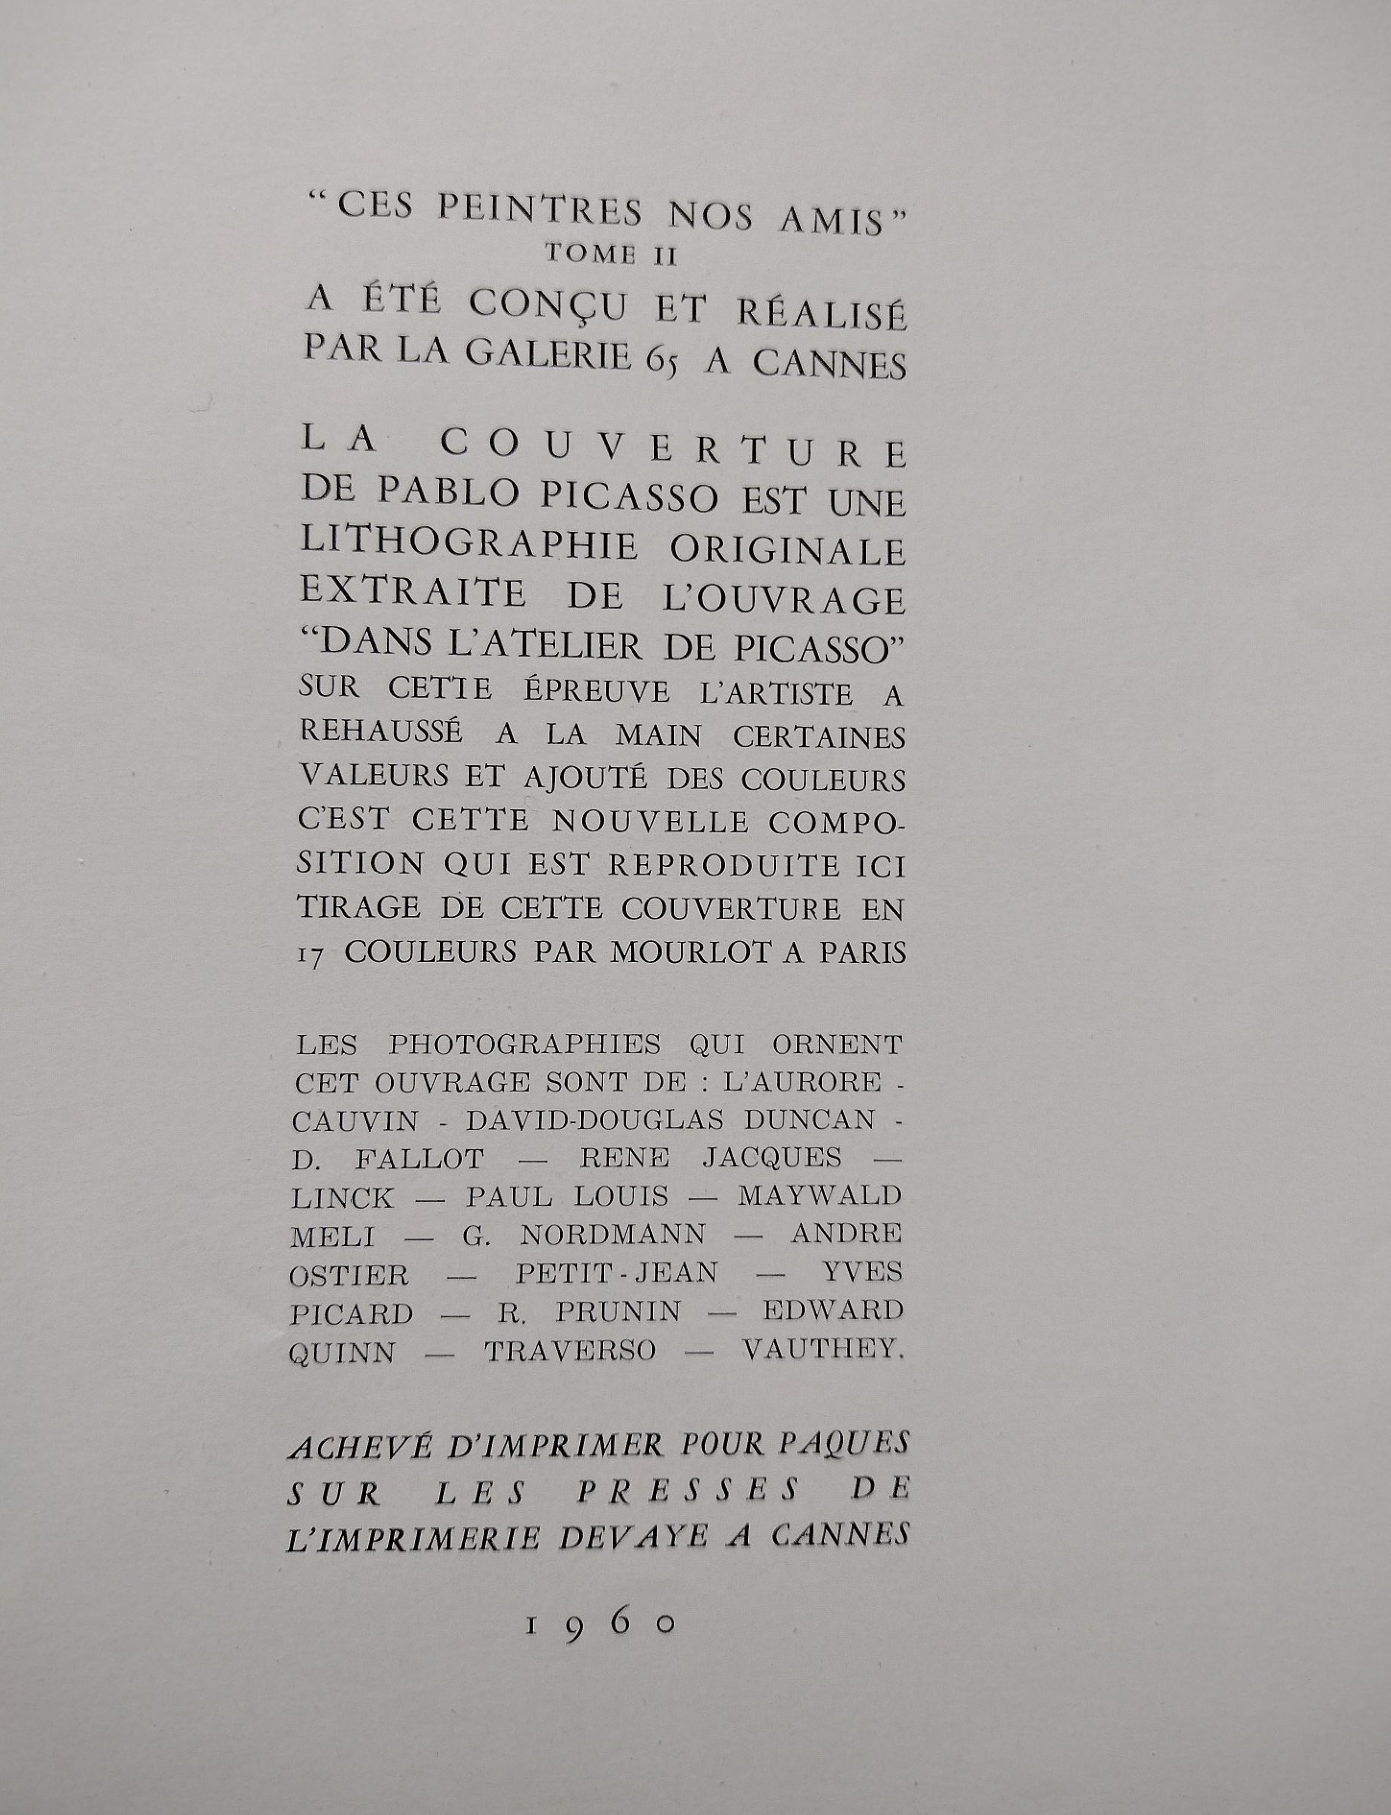 “CES PEINTRES NOS AMIS”
TOME II
A ÉTÉ CONÇU ET RÉALISÉ
PAR LA GALERIE 65 A CANNES
LA COUVERTURE
DE PABLO PICASSO EST UNE
LITHOGRAPHIE ORIGINALE
EXTRAITE DE L’OUVRAGE
“DANS L’ATELIER DE PICASSO”
SUR CETTE ÉPREUVE L’ARTISTE A
REHAUSSÉ A LA MAIN CERTAINES
VALEURS ET AJOUTÉ DES COULEURS
C’EST CETTE NOUVELLE COMPO-
SITION QUI EST REPRODUITE ICI
TIRAGE DE CETTE COUVERTURE EN
17 COULEURS PAR MOURLOT A PARIS
LES PHOTOGRAPHIES QUI ORNENT
CET OUVRAGE SONT DE : L’AURORE -
CAUVIN - DAVID-DOUGLAS DUNCAN -
D. FALLOT — RENE JACQUES —
LINCK — PAUL LOUIS — MAYWALD
MELI — G. NORDMANN — ANDRE
OSTIER — PETIT-JEAN — YVES
PICARD — R. PRUNIN — EDWARD
QUINN — TRAVERSO — VAUTHEY.
ACHEVÉ D’IMPRIMER POUR PAQUES
SUR LES PRESSES DE
L’IMPRIMERIE DEVAYE A CANNES
1960